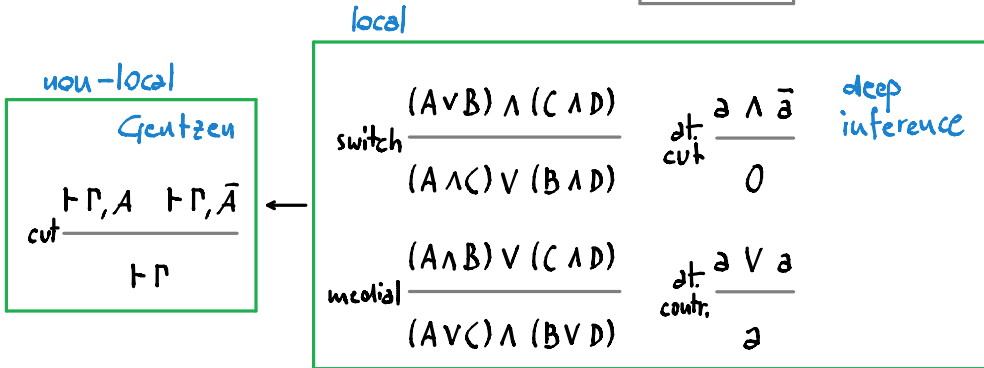 local
non-local
Gentzen
cut ⊢Γ, A ⊢Γ, Ā
⊢Γ
switch (A∨B) ∧ (C∧D)
(A∧C) ∨ (B∧D)
at. cut a ∧ ā
0
deep
inference
medial (A∧B) ∨ (C∧D)
(A∨C) ∧ (B∨D)
at. contr. a ∨ a
a